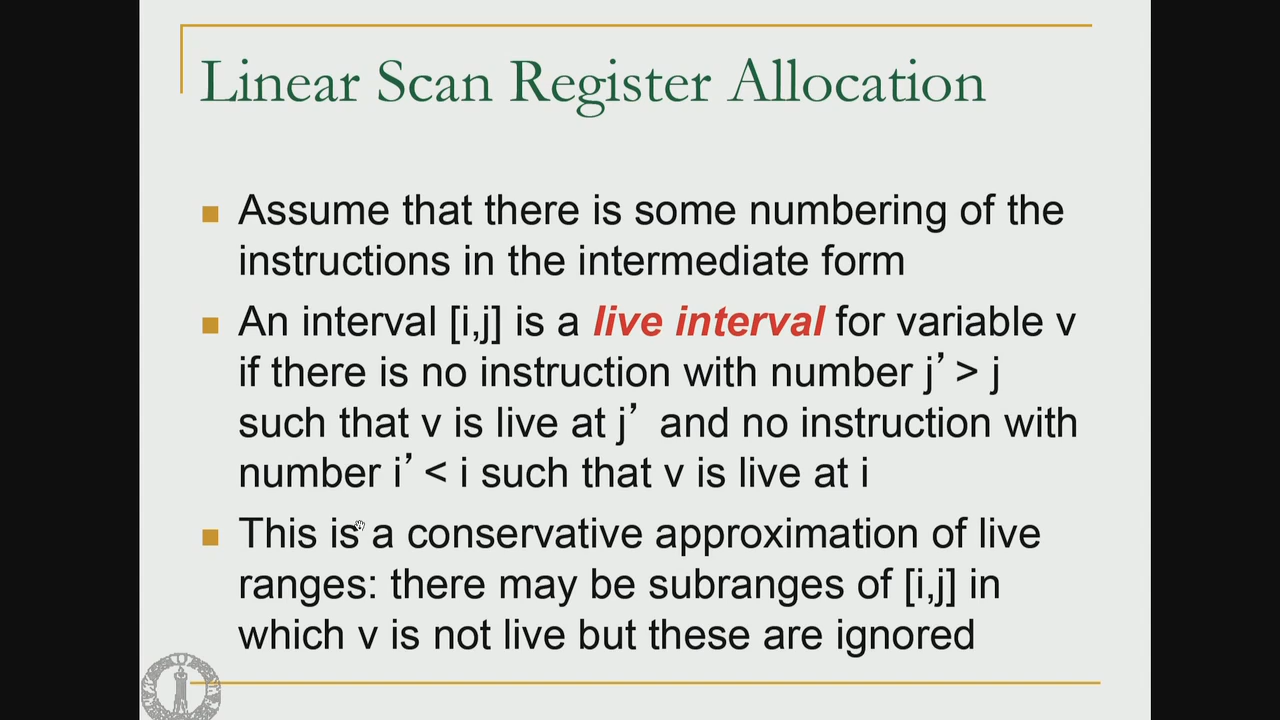 Linear Scan Register Allocation
Assume that there is some numbering of the
instructions in the intermediate form
An interval [i,j] is a live interval for variable v
if there is no instruction with number j’ > j
such that v is live at j’ and no instruction with
number i’ < i such that v is live at i
This is a conservative approximation of live
ranges: there may be subranges of [i,j] in
which v is not live but these are ignored